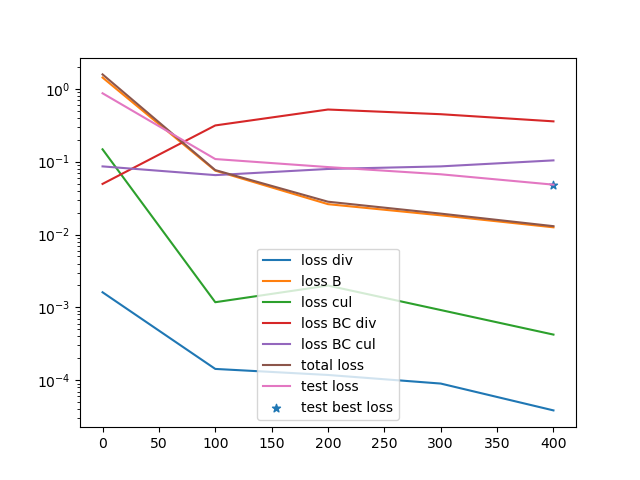 10⁰
10⁻¹
10⁻²
10⁻³
10⁻⁴
loss div
loss B
loss cul
loss BC div
loss BC cul
total loss
test loss
test best loss
0 50 100 150 200 250 300 350 400